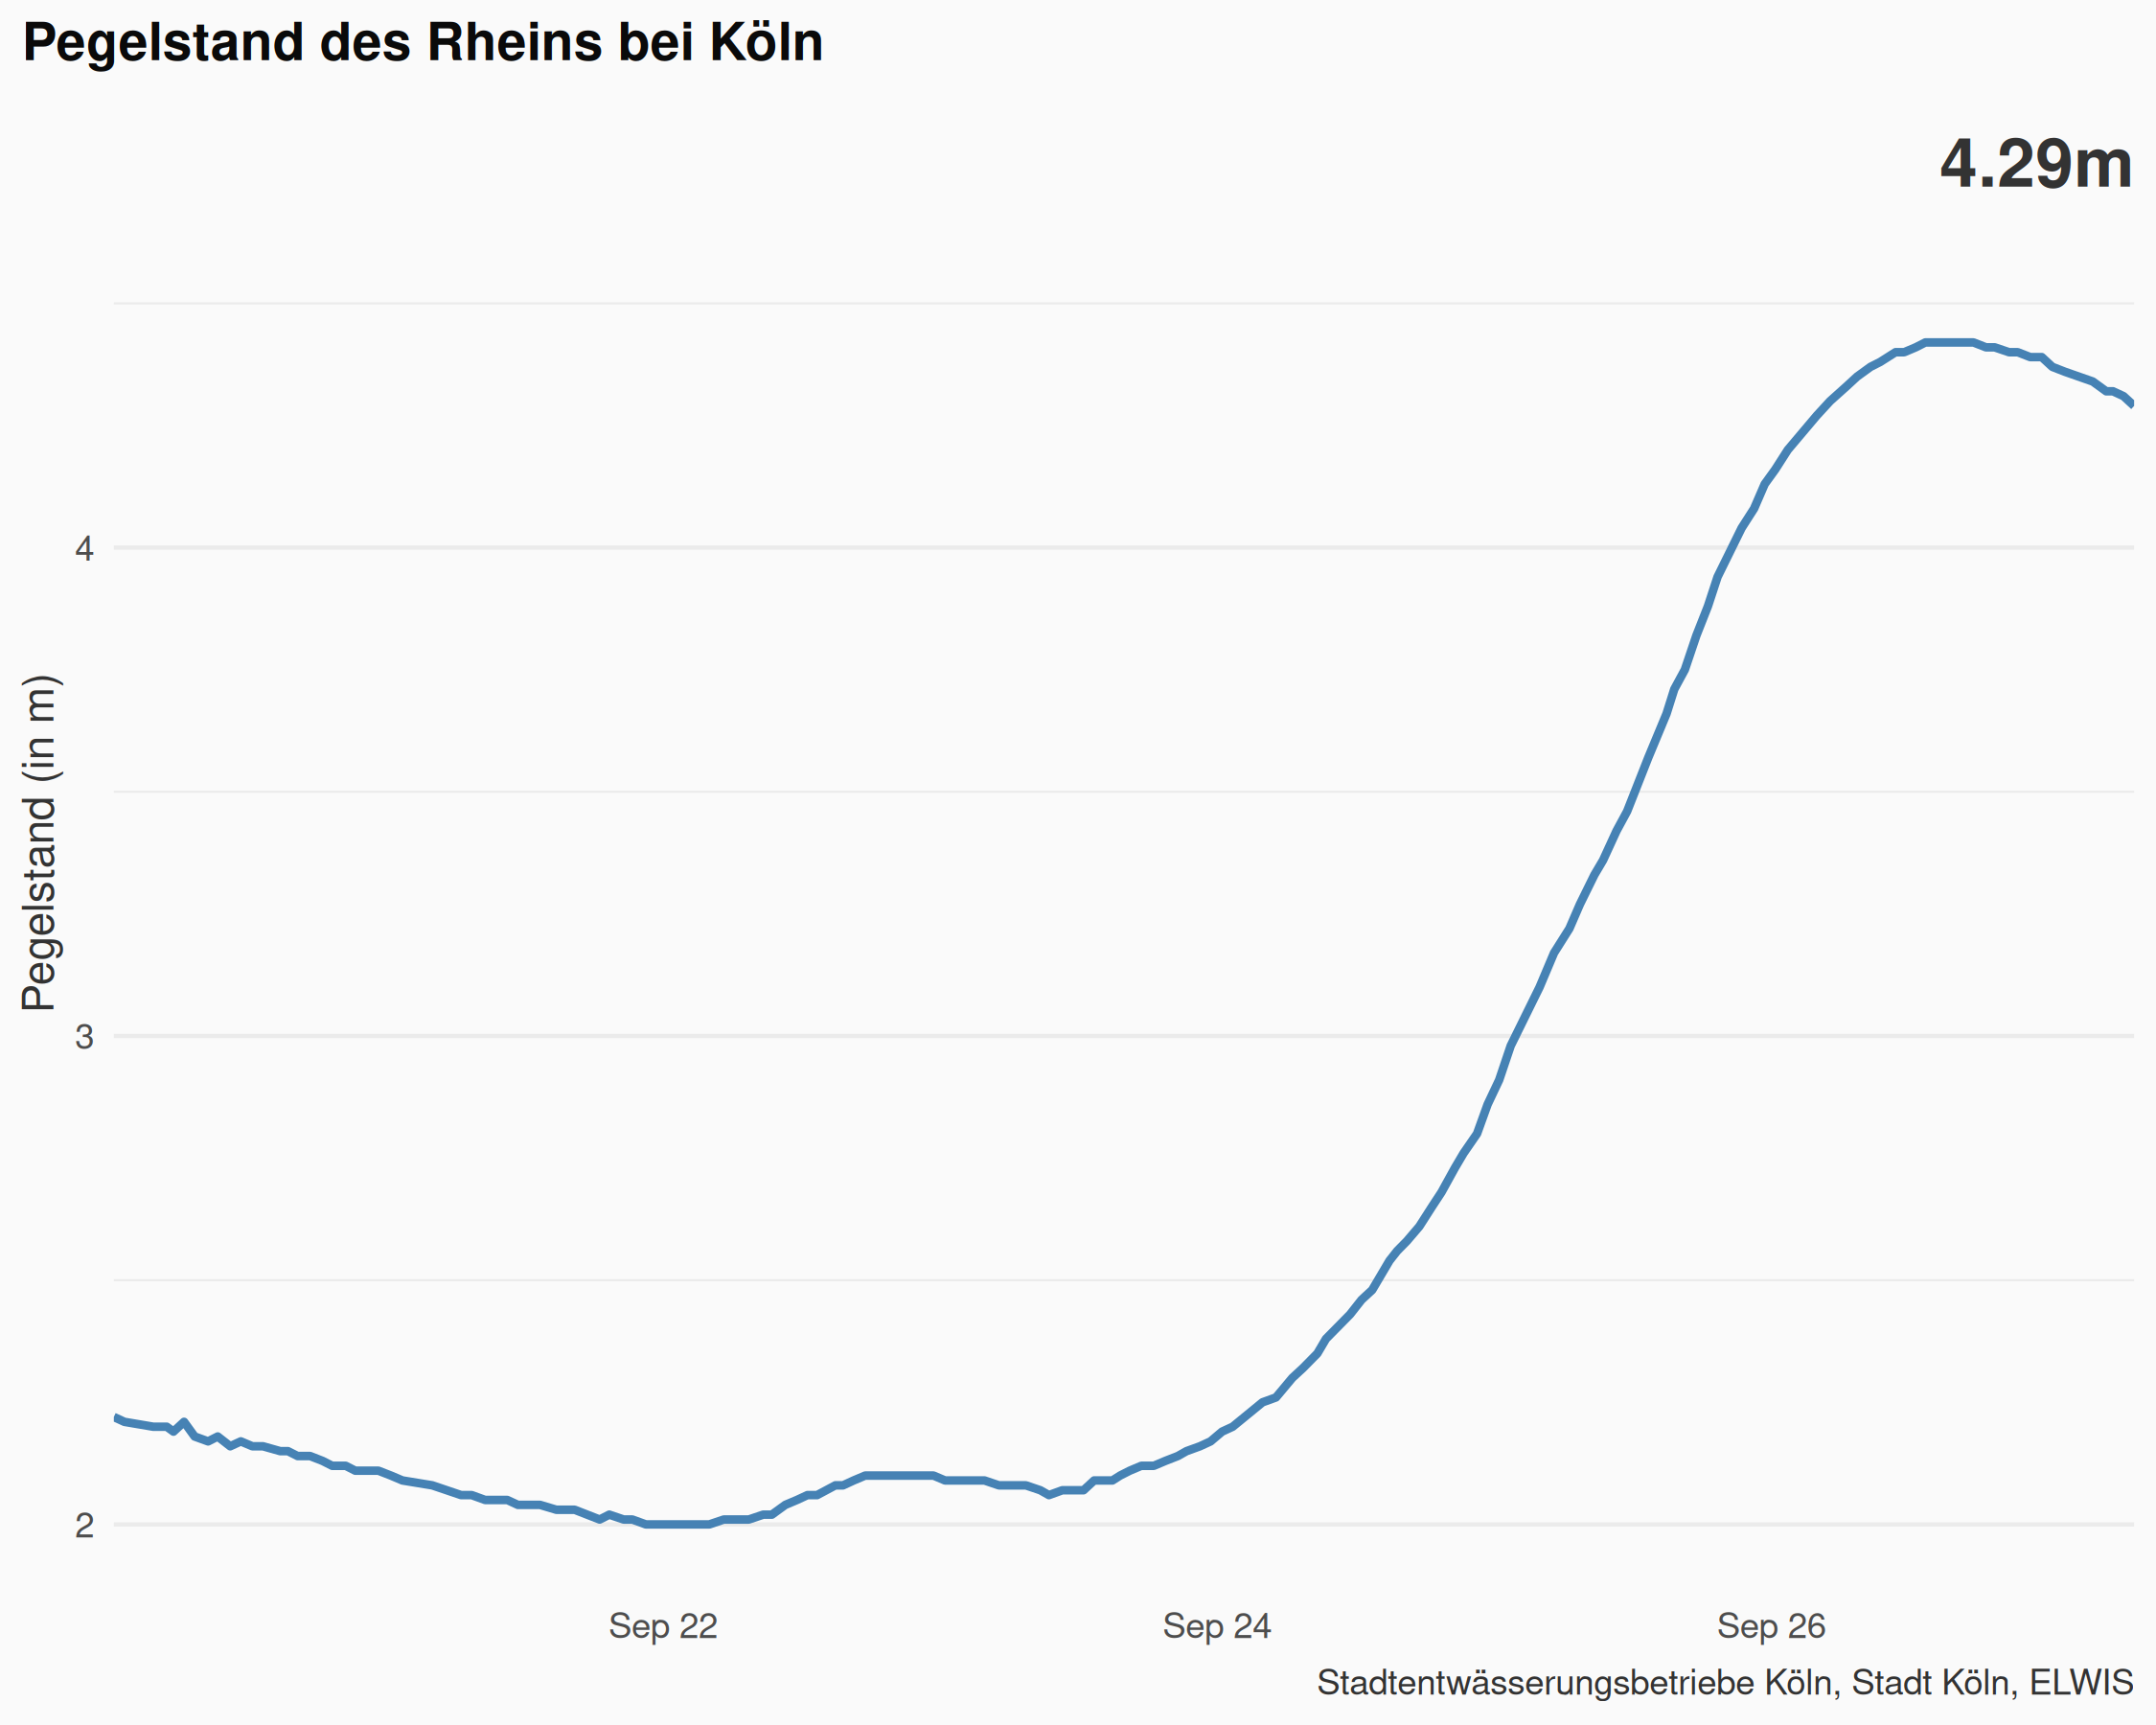 Pegelstand des Rheins bei Köln
4.29m
Pegelstand (in m)
4
3
2
Sep 22
Sep 24
Sep 26
Stadtentwässerungsbetriebe Köln, Stadt Köln, ELWIS